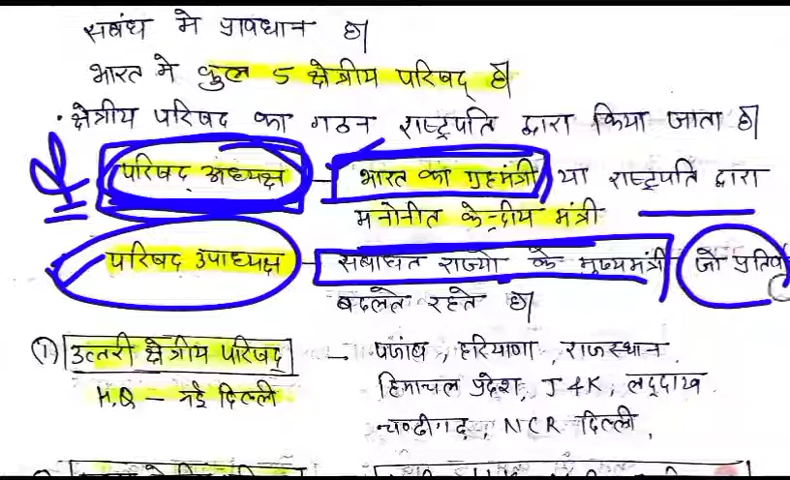 सबंध मे प्रावधान है।
भारत मे कुल 5 क्षेत्रीय परिषद् है।
• क्षेत्रीय परिषद का गठन राष्ट्रपति द्वारा किया जाता है।
परिषद् अध्यक्ष – भारत का गृहमंत्री या राष्ट्रपति द्वारा
मनोनीत केन्द्रीय मंत्री
परिषद उपाध्यक्ष – संबंधित राज्यो के मुख्यमंत्री जो
बदलते रहते है।
① उत्तरी क्षेत्रीय परिषद् – पंजाब, हरियाणा, राजस्थान
H.Q – नई दिल्ली हिमाचल प्रदेश, J&K, लद्दाख
चण्डीगढ़, NCR दिल्ली,